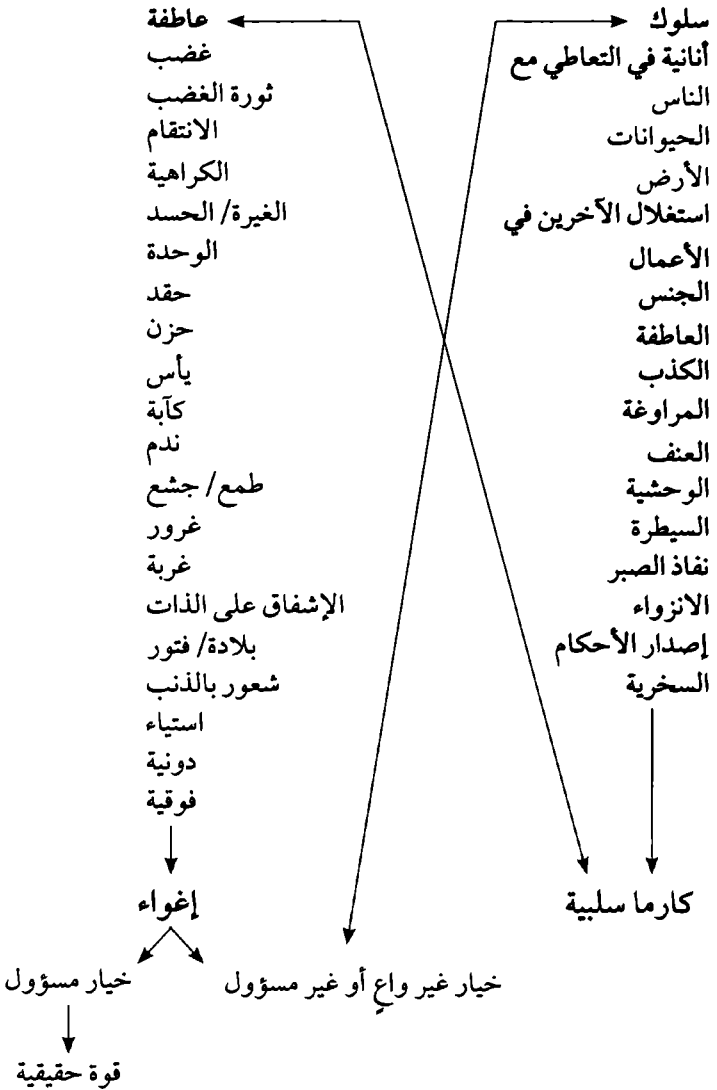 سلوك
أنانية في التعاطي مع
الناس
الحيوانات
الأرض
استغلال الآخرين في
الأعمال
الجنس
العاطفة
الكذب
المراوغة
العنف
الوحشية
السيطرة
نفاذ الصبر
الانزواء
إصدار الأحكام
السخرية
كارما سلبية
عاطفة
غضب
ثورة الغضب
الانتقام
الكراهية
الغيرة/ الحسد
الوحدة
حقد
حزن
يأس
كآبة
ندم
طمع/ جشع
غرور
غربة
الإشفاق على الذات
بلادة/ فتور
شعور بالذنب
استياء
دونية
فوقية
إغواء
خيار غير واعٍ أو غير مسؤول
خيار مسؤول
قوة حقيقية